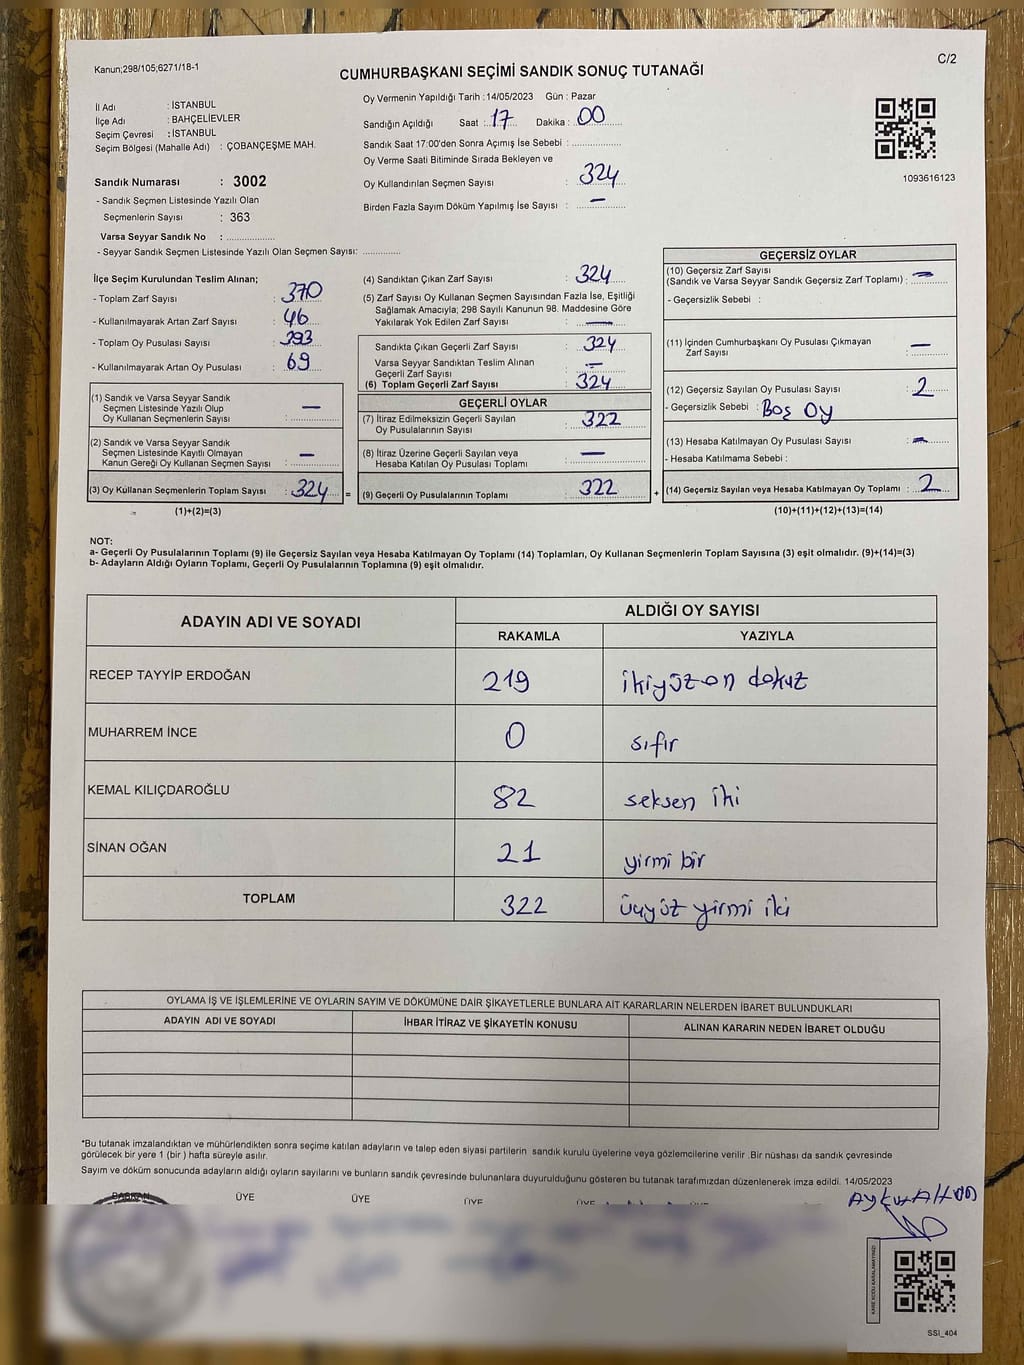 Kanun;298/105;6271/18-1
C/2
CUMHURBAŞKANI SEÇİMİ SANDIK SONUÇ TUTANAĞI
İl Adı : İSTANBUL
İlçe Adı : BAHÇELİEVLER
Seçim Çevresi : İSTANBUL
Seçim Bölgesi (Mahalle Adı) : ÇOBANÇEŞME MAH.
Sandık Numarası : 3002
- Sandık Seçmen Listesinde Yazılı Olan
Seçmenlerin Sayısı : 363
Varsa Seyyar Sandık No : ..............
- Seyyar Sandık Seçmen Listesinde Yazılı Olan Seçmen Sayısı: ............
Oy Vermenin Yapıldığı Tarih :14/05/2023 Gün : Pazar
Sandığın Açıldığı Saat : 17 Dakika : 00
Sandık Saat 17:00'den Sonra Açımış İse Sebebi : ..............
Oy Verme Saati Bitiminde Sırada Bekleyen ve
Oy Kullandırılan Seçmen Sayısı : 324
Birden Fazla Sayım Döküm Yapılmış İse Sayısı : —
1093616123
İlçe Seçim Kurulundan Teslim Alınan;
- Toplam Zarf Sayısı : 370
- Kullanılmayarak Artan Zarf Sayısı : 46
- Toplam Oy Pusulası Sayısı : 393
- Kullanılmayarak Artan Oy Pusulası : 69
(1) Sandık ve Varsa Seyyar Sandık
Seçmen Listesinde Yazılı Olup
Oy Kullanan Seçmenlerin Sayısı : —
(2) Sandık ve Varsa Seyyar Sandık
Seçmen Listesinde Kayıtlı Olmayan
Kanun Gereği Oy Kullanan Seçmen Sayısı : —
(3) Oy Kullanan Seçmenlerin Toplam Sayısı : 324 =
(1)+(2)=(3)
(4) Sandıktan Çıkan Zarf Sayısı : 324
(5) Zarf Sayısı Oy Kullanan Seçmen Sayısından Fazla İse, Eşitliği
Sağlamak Amacıyla; 298 Sayılı Kanunun 98. Maddesine Göre
Yakılarak Yok Edilen Zarf Sayısı : —
Sandıkta Çıkan Geçerli Zarf Sayısı : 324
Varsa Seyyar Sandıktan Teslim Alınan
Geçerli Zarf Sayısı : —
(6) Toplam Geçerli Zarf Sayısı : 324
GEÇERLİ OYLAR
(7) İtiraz Edilmeksizin Geçerli Sayılan
Oy Pusulalarının Sayısı : 322
(8) İtiraz Üzerine Geçerli Sayılan veya
Hesaba Katılan Oy Pusulası Toplamı : —
(9) Geçerli Oy Pusulalarının Toplamı : 322 +
GEÇERSİZ OYLAR
(10) Geçersiz Zarf Sayısı
(Sandık ve Varsa Seyyar Sandık Geçersiz Zarf Toplamı) : —
- Geçersizlik Sebebi :
(11) İçinden Cumhurbaşkanı Oy Pusulası Çıkmayan
Zarf Sayısı : —
(12) Geçersiz Sayılan Oy Pusulası Sayısı : 2
- Geçersizlik Sebebi : Boş Oy
(13) Hesaba Katılmayan Oy Pusulası Sayısı : —
- Hesaba Katılmama Sebebi :
(14) Geçersiz Sayılan veya Hesaba Katılmayan Oy Toplamı : 2
(10)+(11)+(12)+(13)=(14)
NOT:
a- Geçerli Oy Pusulalarının Toplamı (9) ile Geçersiz Sayılan veya Hesaba Katılmayan Oy Toplamı (14) Toplamları, Oy Kullanan Seçmenlerin Toplam Sayısına (3) eşit olmalıdır. (9)+(14)=(3)
b- Adayların Aldığı Oyların Toplamı, Geçerli Oy Pusulalarının Toplamına (9) eşit olmalıdır.
ADAYIN ADI VE SOYADI ALDIĞI OY SAYISI
RAKAMLA YAZIYLA
RECEP TAYYİP ERDOĞAN 219 ikiyüzon dokuz
MUHARREM İNCE 0 sıfır
KEMAL KILIÇDAROĞLU 82 seksen iki
SİNAN OĞAN 21 yirmi bir
TOPLAM 322 üçyüz yirmi iki
OYLAMA İŞ VE İŞLEMLERİNE VE OYLARIN SAYIM VE DÖKÜMÜNE DAİR ŞİKAYETLERLE BUNLARA AİT KARARLARIN NELERDEN İBARET BULUNDUKLARI
ADAYIN ADI VE SOYADI İHBAR İTİRAZ VE ŞİKAYETİN KONUSU ALINAN KARARIN NEDEN İBARET OLDUĞU
*Bu tutanak imzalandıktan ve mühürlendikten sonra seçime katılan adayların ve talep eden siyasi partilerin sandık kurulu üyelerine veya gözlemcilerine verilir .Bir nüshası da sandık çevresinde
görülecek bir yere 1 (bir ) hafta süreyle asılır.
Sayım ve döküm sonucunda adayların aldığı oyların sayılarını ve bunların sandık çevresinde bulunanlara duyurulduğunu gösteren bu tutanak tarafımızdan düzenlenerek imza edildi. 14/05/2023
BAŞKAN ÜYE ÜYE ÜYE ÜYE ÜYE
KARE KODU KARALAMAYINIZ!
SSI_404